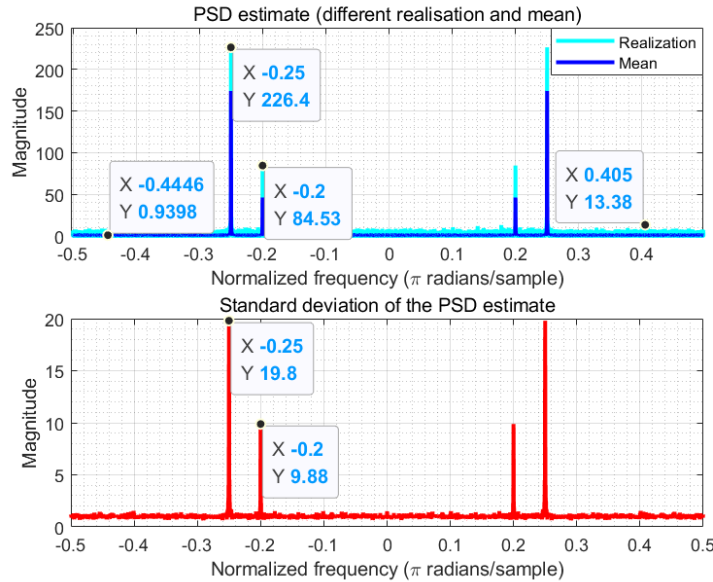 PSD estimate (different realisation and mean)
250
200
150
100
50
0
Magnitude
Realization
Mean
X -0.25
Y 226.4
X -0.4446
Y 0.9398
X -0.2
Y 84.53
X 0.405
Y 13.38
-0.5 -0.4 -0.3 -0.2 -0.1 0 0.1 0.2 0.3 0.4
Normalized frequency (π radians/sample)
Standard deviation of the PSD estimate
20
15
10
5
0
Magnitude
X -0.25
Y 19.8
X -0.2
Y 9.88
-0.5 -0.4 -0.3 -0.2 -0.1 0 0.1 0.2 0.3 0.4 0.5
Normalized frequency (π radians/sample)